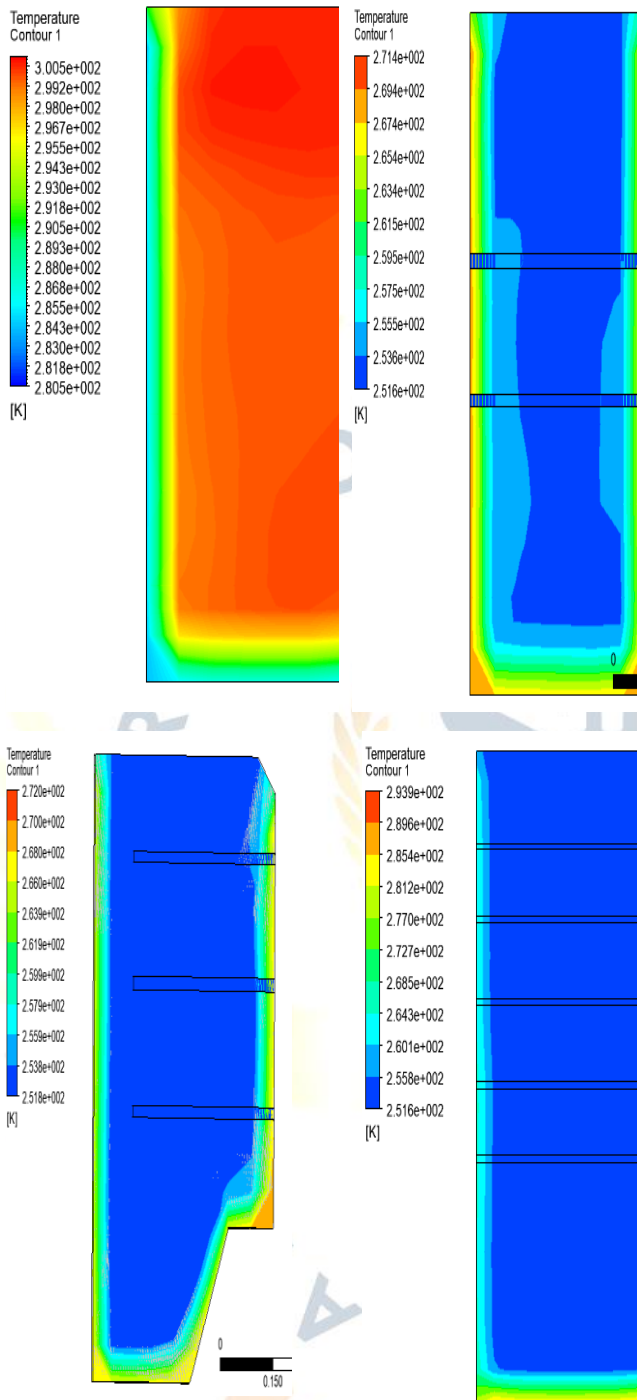 Temperature
Contour 1
3.005e+002
2.992e+002
2.980e+002
2.967e+002
2.955e+002
2.943e+002
2.930e+002
2.918e+002
2.905e+002
2.893e+002
2.880e+002
2.868e+002
2.855e+002
2.843e+002
2.830e+002
2.818e+002
2.805e+002
[K]
Temperature
Contour 1
2.714e+002
2.694e+002
2.674e+002
2.654e+002
2.634e+002
2.615e+002
2.595e+002
2.575e+002
2.555e+002
2.536e+002
2.516e+002
[K]
0
Temperature
Contour 1
2.720e+002
2.700e+002
2.680e+002
2.660e+002
2.639e+002
2.619e+002
2.599e+002
2.579e+002
2.559e+002
2.538e+002
2.518e+002
[K]
0
0.150
Temperature
Contour 1
2.939e+002
2.896e+002
2.854e+002
2.812e+002
2.770e+002
2.727e+002
2.685e+002
2.643e+002
2.601e+002
2.558e+002
2.516e+002
[K]